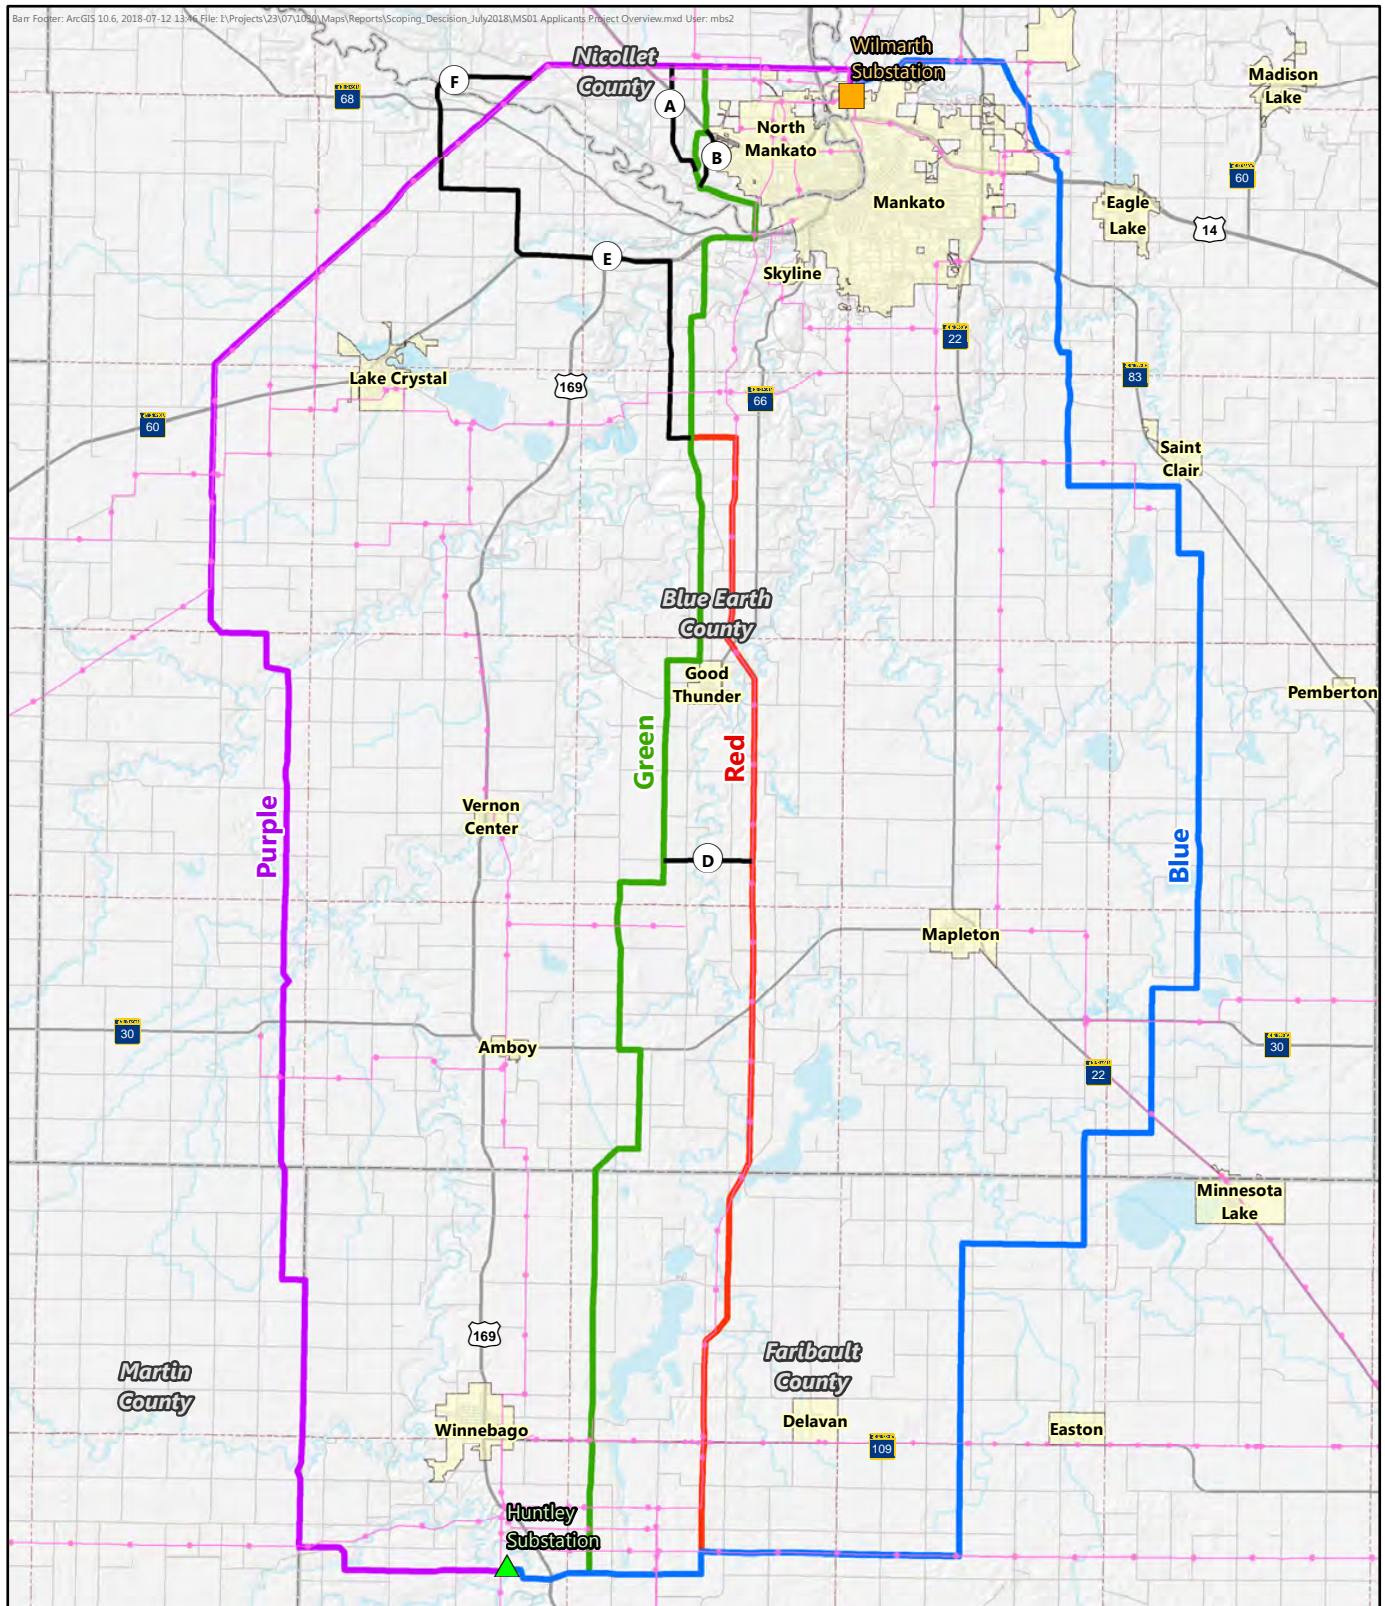 Barr Footer: ArcGIS 10.6, 2018-07-12 13:46 File: I:\Projects\23\07\1030\Maps\Reports\Scoping_Descision_July2018\MS01 Applicants Project Overview.mxd User: mbs2
Wilmarth
Substation
Nicollet
County
Madison
Lake
F
68
A
North
Mankato
B
60
Mankato
Eagle
Lake
14
E
Skyline
22
Lake Crystal
169
83
66
60
Saint
Clair
Blue Earth
County
Good
Thunder
Pemberton
Green
Red
Purple
Vernon
Center
Blue
D
Mapleton
30
Amboy
30
22
Minnesota
Lake
169
Martin
County
Faribault
County
Delavan
Winnebago
Easton
109
Huntley
Substation